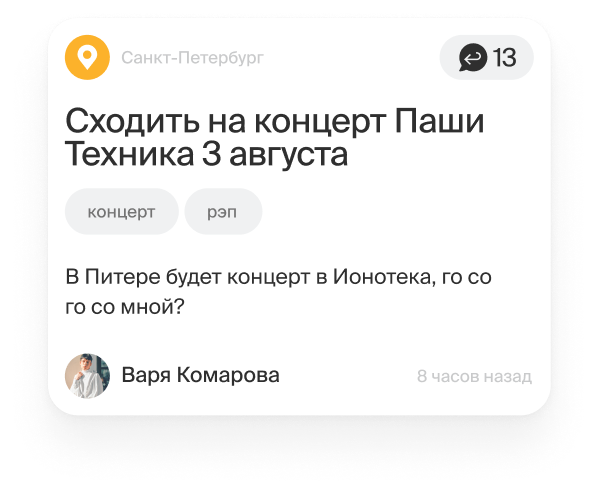 Санкт-Петербург
13
Сходить на концерт Паши
Техника 3 августа
концерт
рэп
В Питере будет концерт в Ионотека, го со
го со мной?
Варя Комарова
8 часов назад